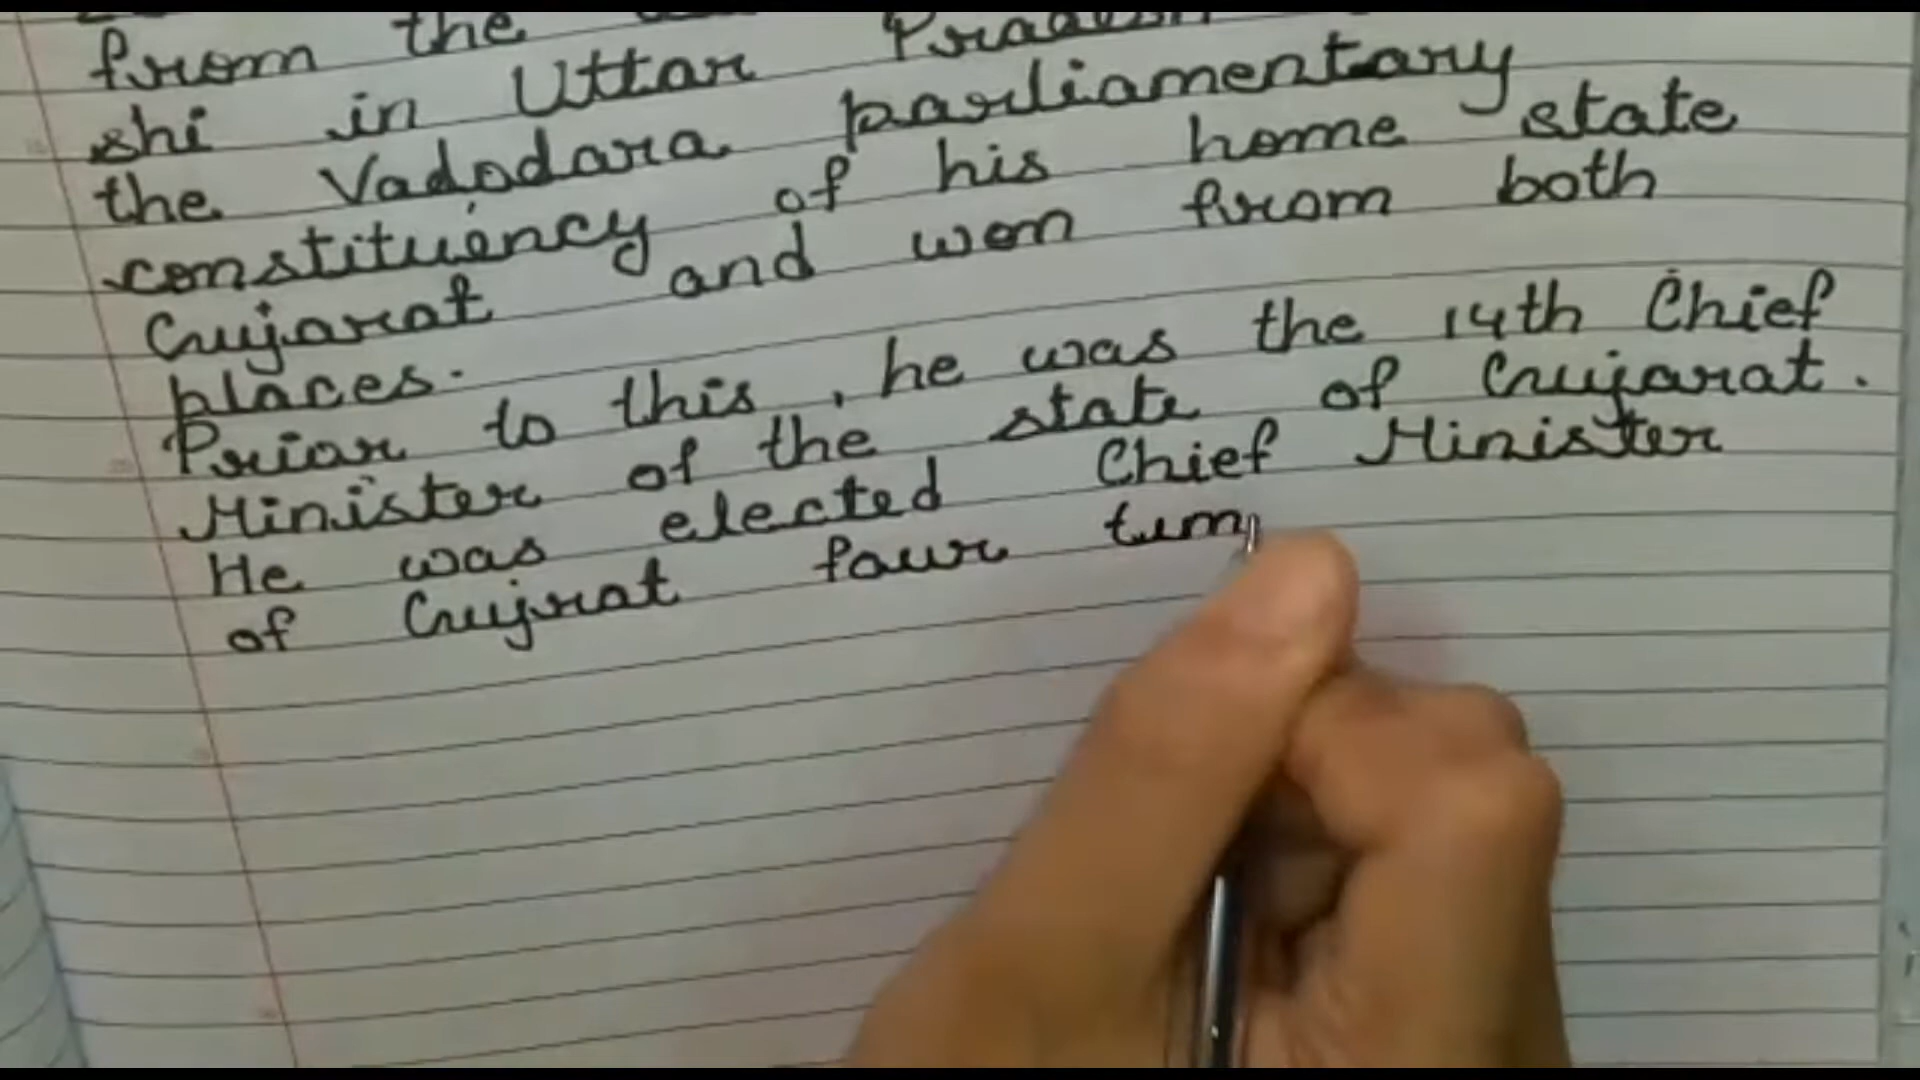 from the
shi in Uttar Pradesh
the Vadodara parliamentary
constituency of his home state
Gujarat and won from both
places.
Prior to this, he was the 14th Chief
Minister of the state of Gujarat.
He was elected Chief Minister
of Gujrat four tim